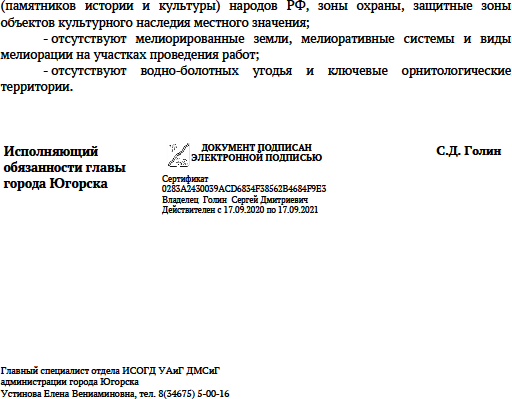 (памятников истории и культуры) народов РФ, зоны охраны, защитные зоны
объектов культурного наследия местного значения;
- отсутствуют мелиорированные земли, мелиоративные системы и виды
мелиорации на участках проведения работ;
- отсутствуют водно-болотных угодья и ключевые орнитологические
территории.
Исполняющий
обязанности главы
города Югорска
ДОКУМЕНТ ПОДПИСАН
ЭЛЕКТРОННОЙ ПОДПИСЬЮ
Сертификат
0283A2430039ACD6834F38562B4684F9E3
Владелец Голин Сергей Дмитриевич
Действителен с 17.09.2020 по 17.09.2021
С.Д. Голин
Главный специалист отдела ИСОГД УАиГ ДМСиГ
администрации города Югорска
Устинова Елена Вениаминовна, тел. 8(34675) 5-00-16